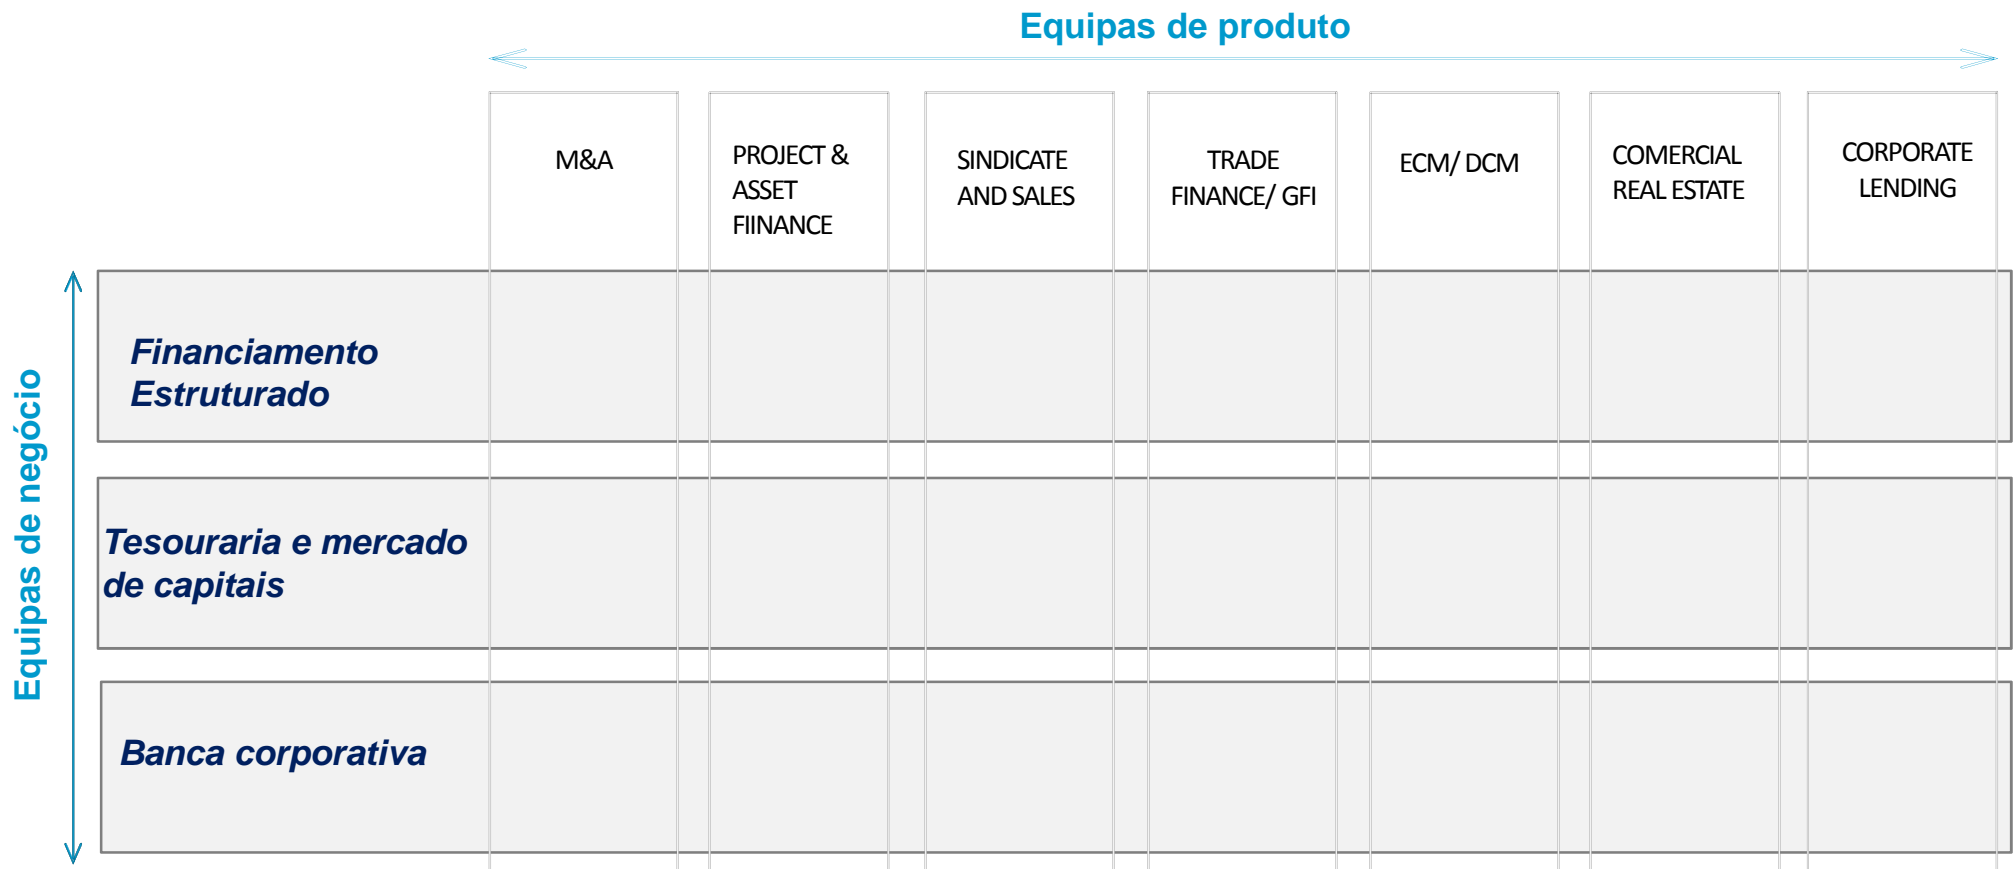 Equipas de produto
M&A
PROJECT &
ASSET
FIINANCE
SINDICATE
AND SALES
TRADE
FINANCE/ GFI
ECM/ DCM
COMERCIAL
REAL ESTATE
CORPORATE
LENDING
Equipas de negócio
Financiamento
Estruturado
Tesouraria e mercado
de capitais
Banca corporativa